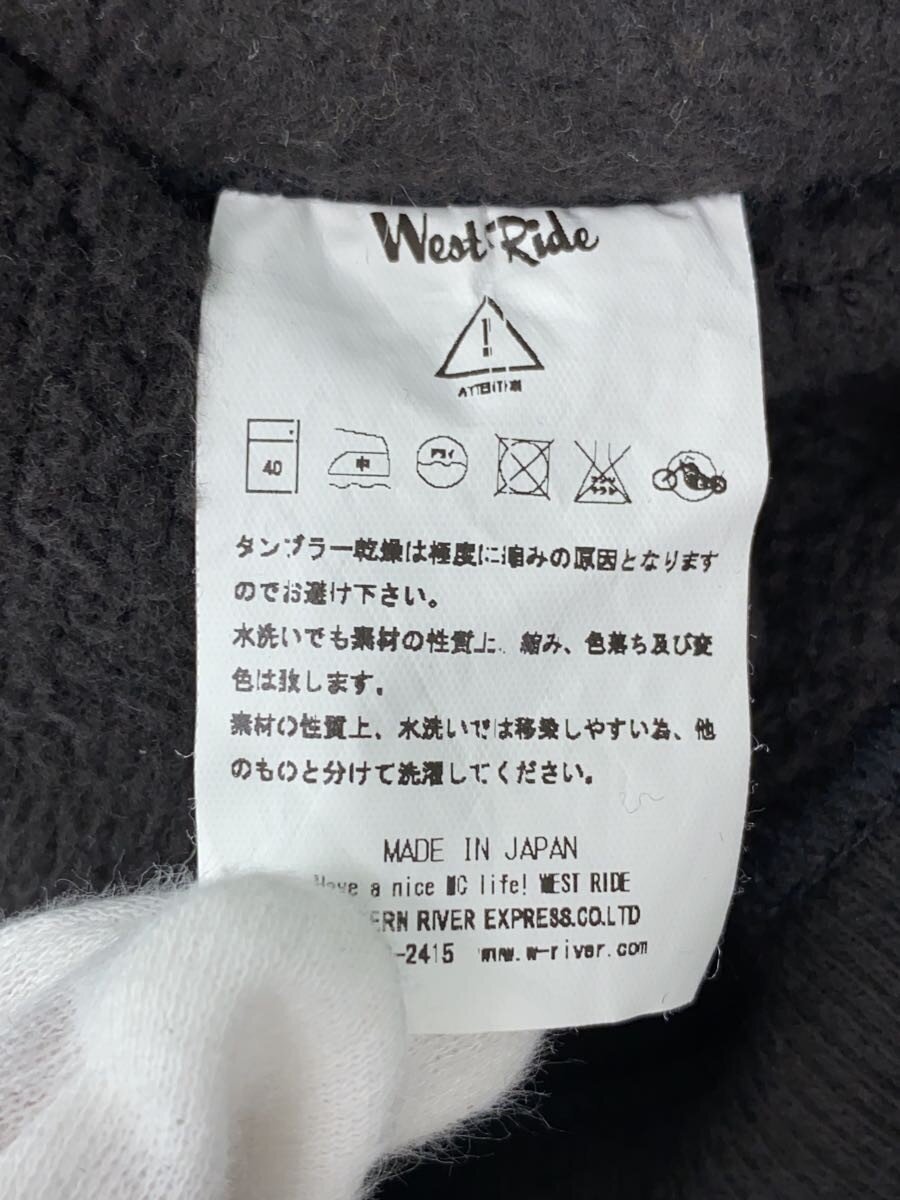 West Ride
ATTENTION
40 中 ドライ
タンブラー乾燥は極度に縮みの原因となります
のでお避け下さい。
水洗いでも素材の性質上、縮み、色落ち及び変
色は致します。
素材の性質上、水洗いでは移染しやすい為、他
のものと分けて洗濯してください。
MADE IN JAPAN
Have a nice MC life! WEST RIDE
ERN RIVER EXPRESS.CO.LTD
-2415 www.w-river.com